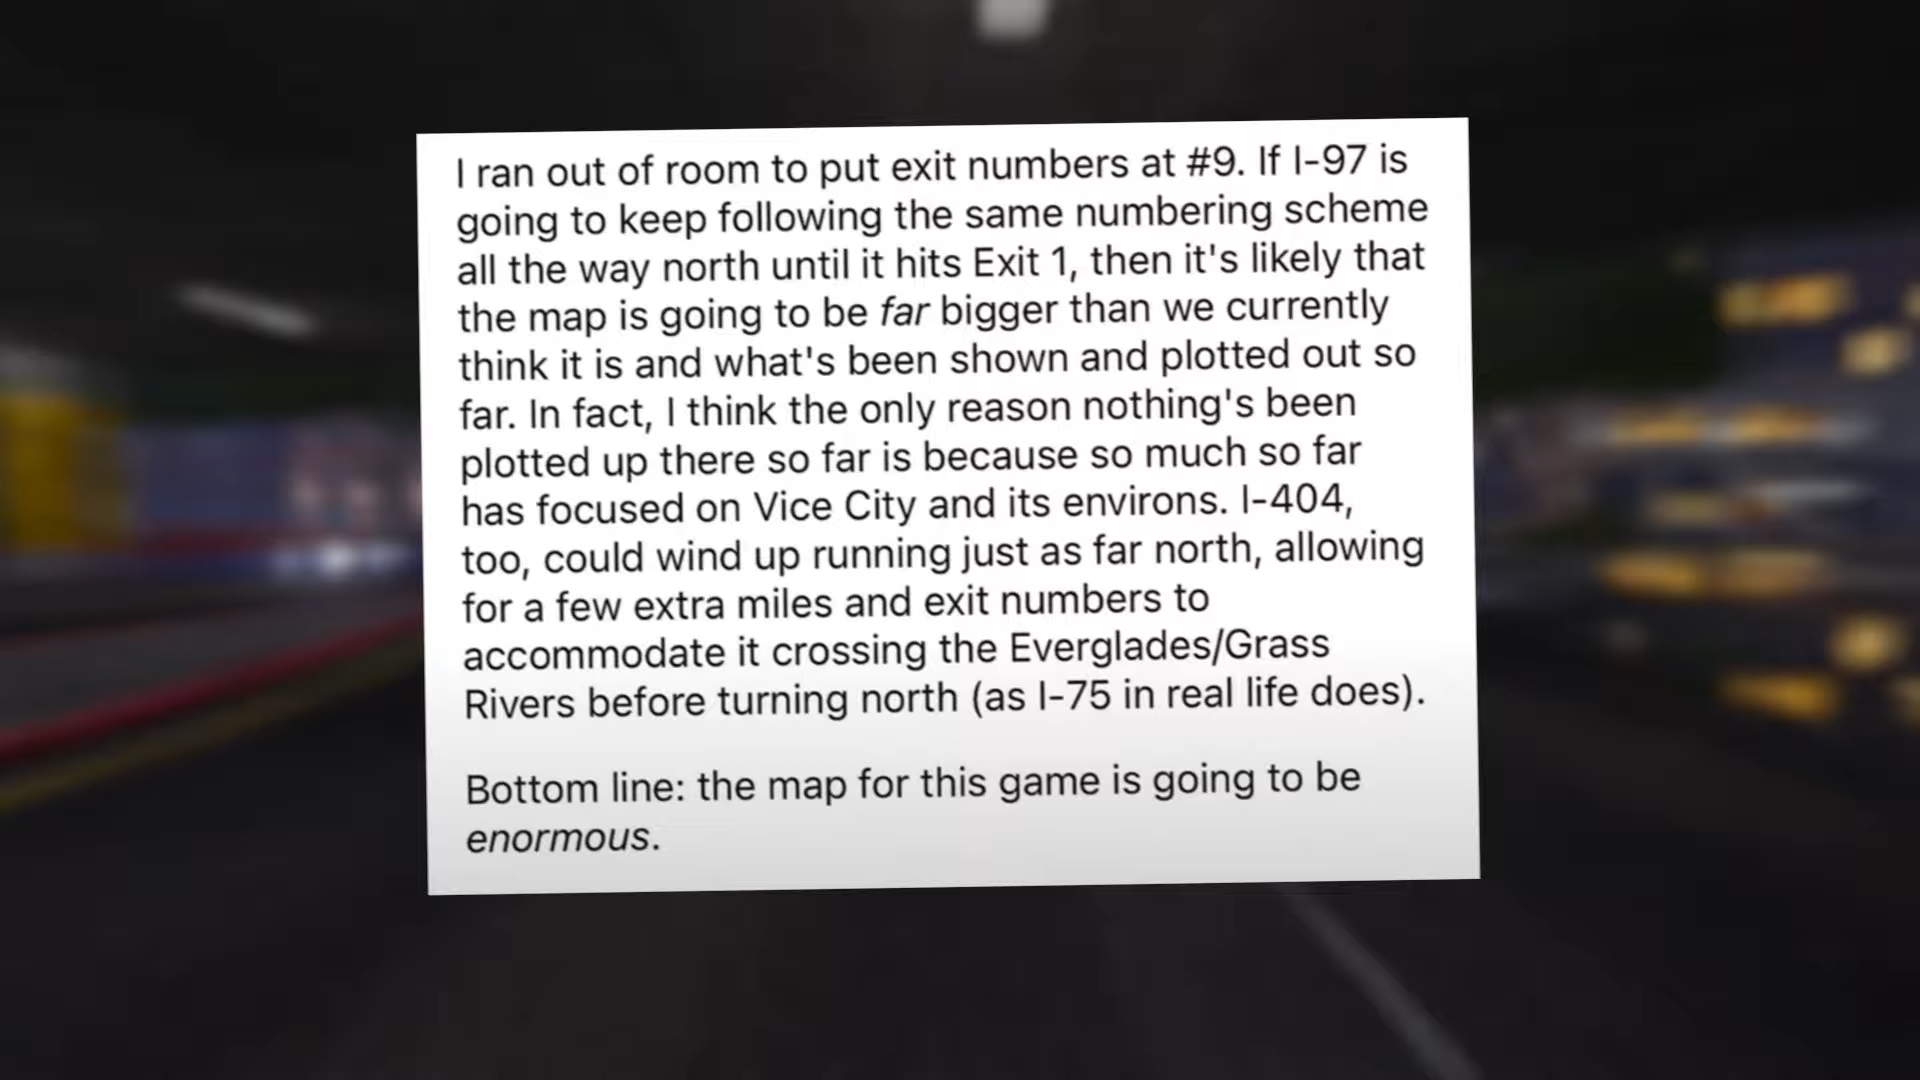 I ran out of room to put exit numbers at #9. If I-97 is
going to keep following the same numbering scheme
all the way north until it hits Exit 1, then it's likely that
the map is going to be far bigger than we currently
think it is and what's been shown and plotted out so
far. In fact, I think the only reason nothing's been
plotted up there so far is because so much so far
has focused on Vice City and its environs. I-404,
too, could wind up running just as far north, allowing
for a few extra miles and exit numbers to
accommodate it crossing the Everglades/Grass
Rivers before turning north (as I-75 in real life does).
Bottom line: the map for this game is going to be
enormous.